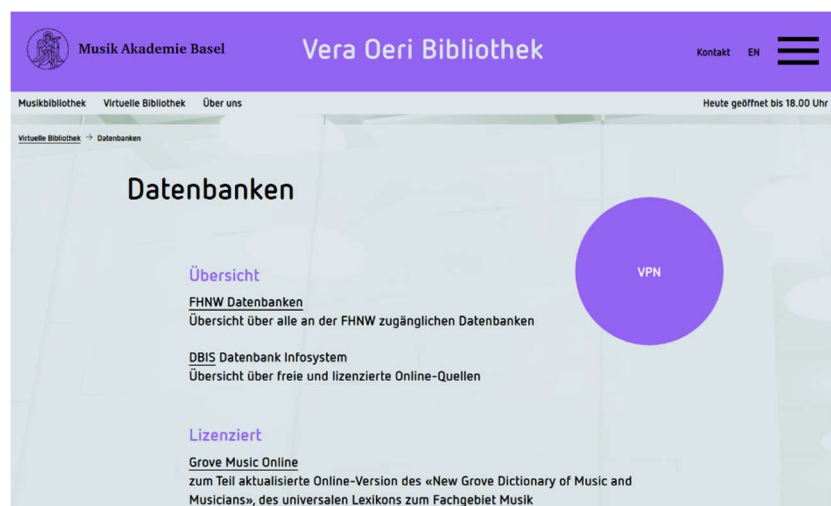 Musik Akademie Basel
Vera Oeri Bibliothek
Kontakt EN
Musikbibliothek Virtuelle Bibliothek Über uns
Heute geöffnet bis 18.00 Uhr
Virtuelle Bibliothek → Datenbanken
Datenbanken
VPN
Übersicht
FHNW Datenbanken
Übersicht über alle an der FHNW zugänglichen Datenbanken
DBIS Datenbank Infosystem
Übersicht über freie und lizenzierte Online-Quellen
Lizenziert
Grove Music Online
zum Teil aktualisierte Online-Version des «New Grove Dictionary of Music and
Musicians», des universalen Lexikons zum Fachgebiet Musik